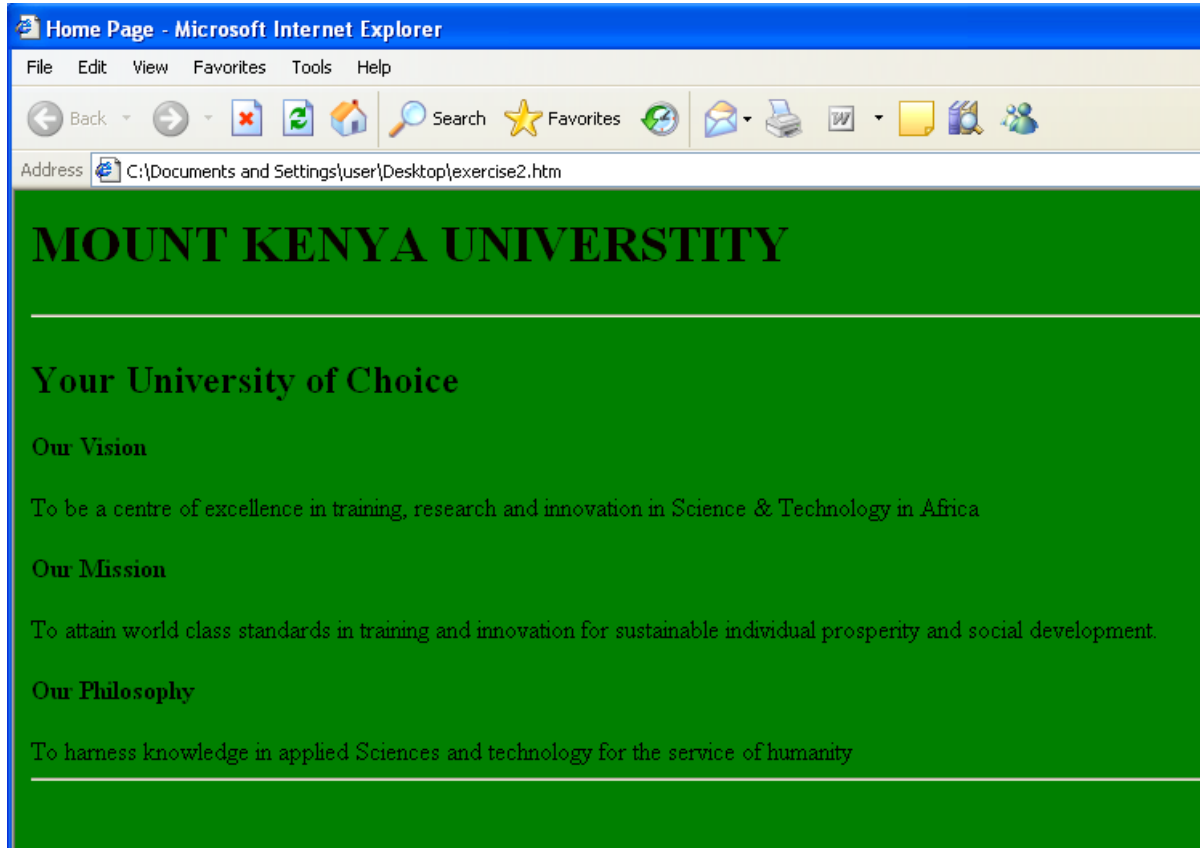 Home Page - Microsoft Internet Explorer
File Edit View Favorites Tools Help
Back Search Favorites
Address C:\Documents and Settings\user\Desktop\exercise2.htm
MOUNT KENYA UNIVERSTITY
Your University of Choice
Our Vision
To be a centre of excellence in training, research and innovation in Science & Technology in Africa
Our Mission
To attain world class standards in training and innovation for sustainable individual prosperity and social development.
Our Philosophy
To harness knowledge in applied Sciences and technology for the service of humanity